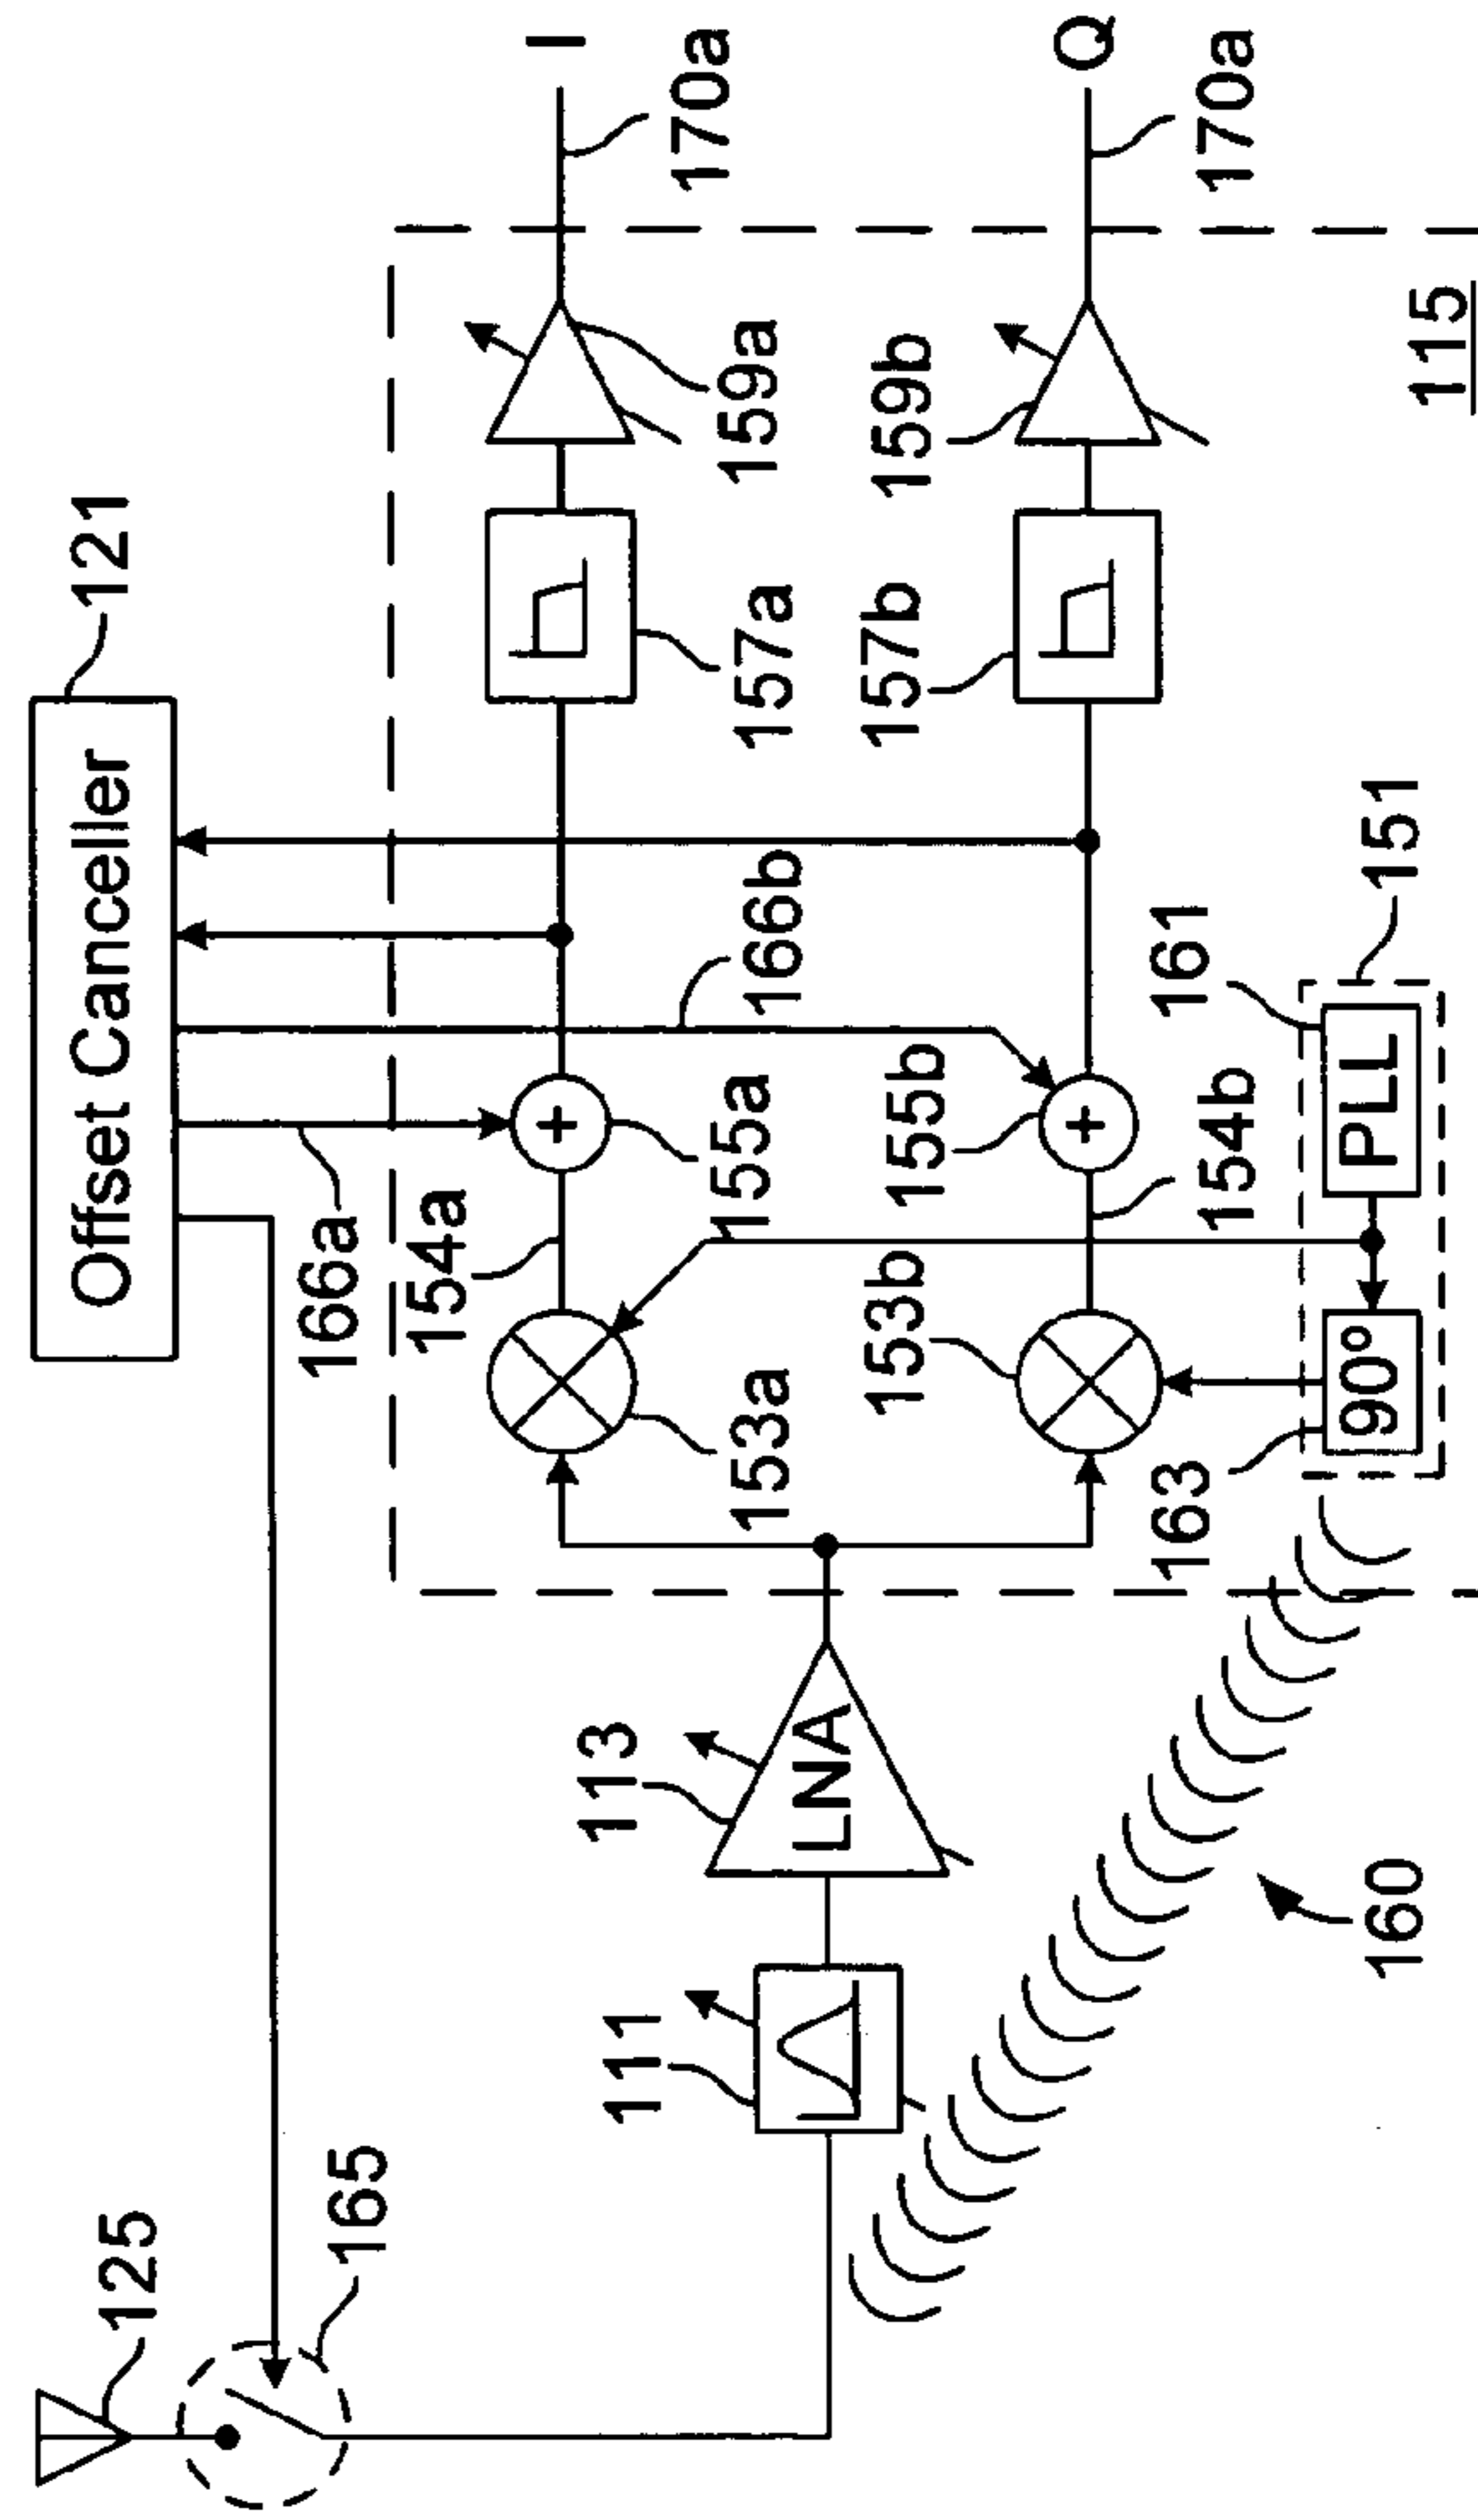 125
165
Offset Canceller
121
166a
166b
111
113
LNA
153a
154a
155a
157a
159a
I
170a
153b
155b
154b
157b
159b
Q
170a
160
163
90°
PLL
161
151
115